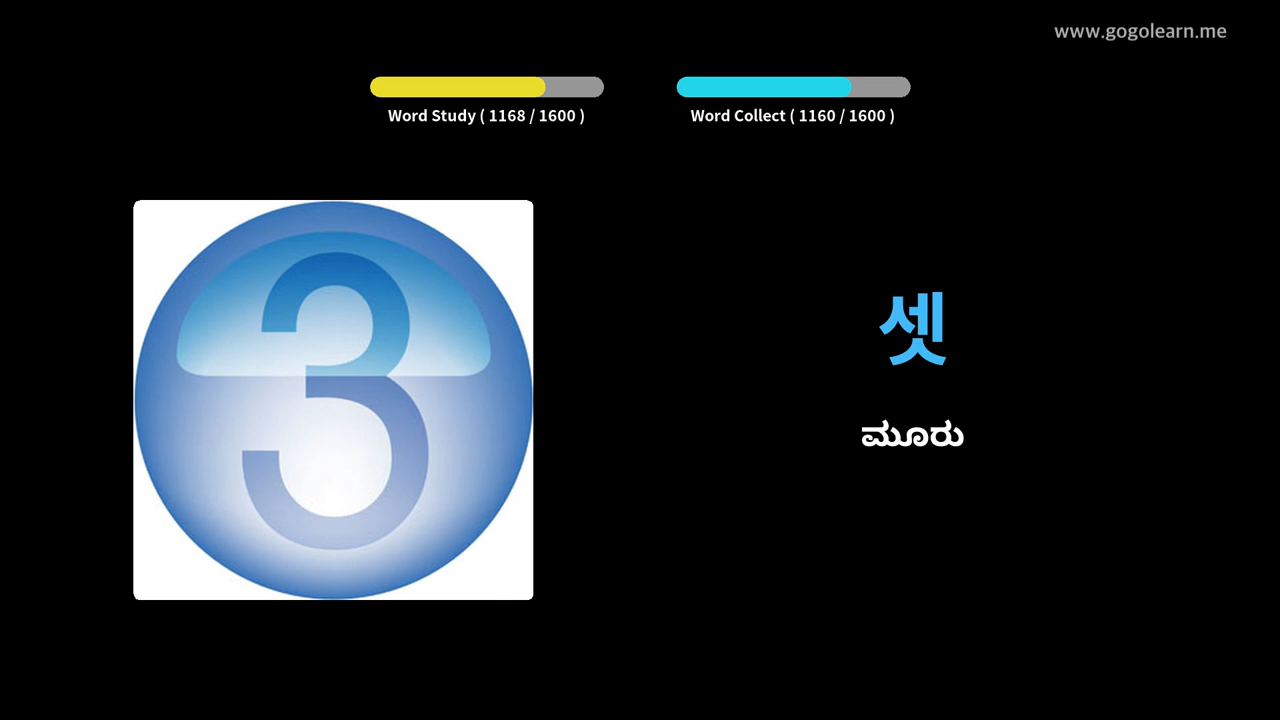 www.gogolearn.me
Word Study ( 1168 / 1600 )
Word Collect ( 1160 / 1600 )
3
셋
ಮೂರು